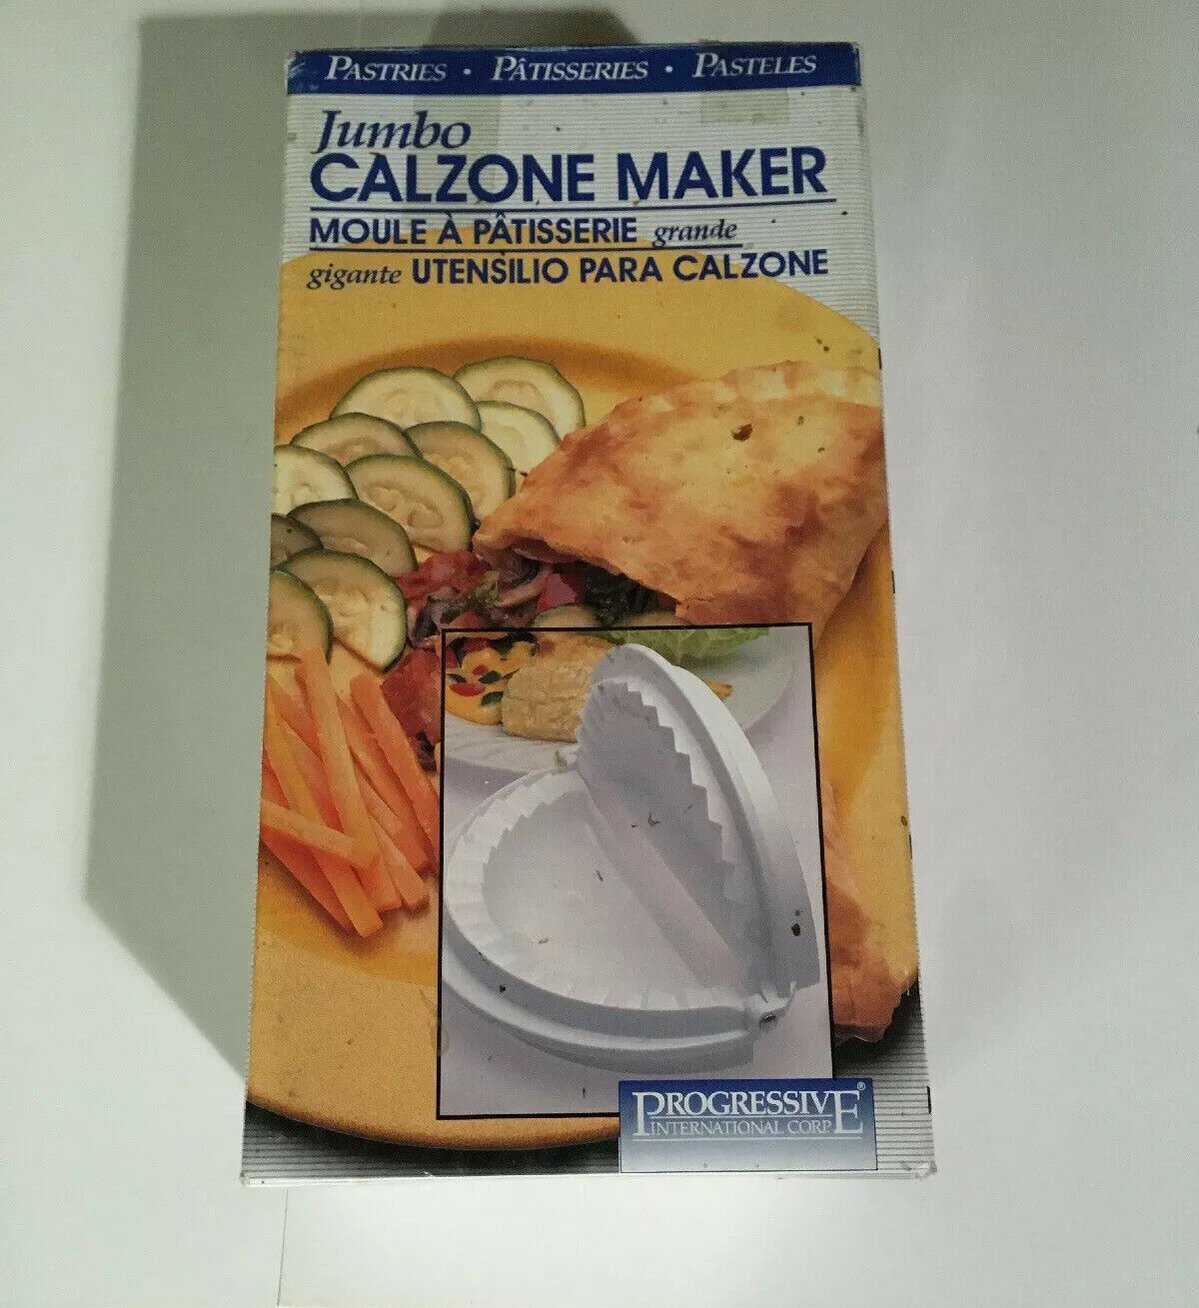 PASTRIES • PÂTISSERIES • PASTELES
Jumbo
CALZONE MAKER
MOULE À PÂTISSERIE grande
gigante UTENSILIO PARA CALZONE
PROGRESSIVE®
INTERNATIONAL CORP